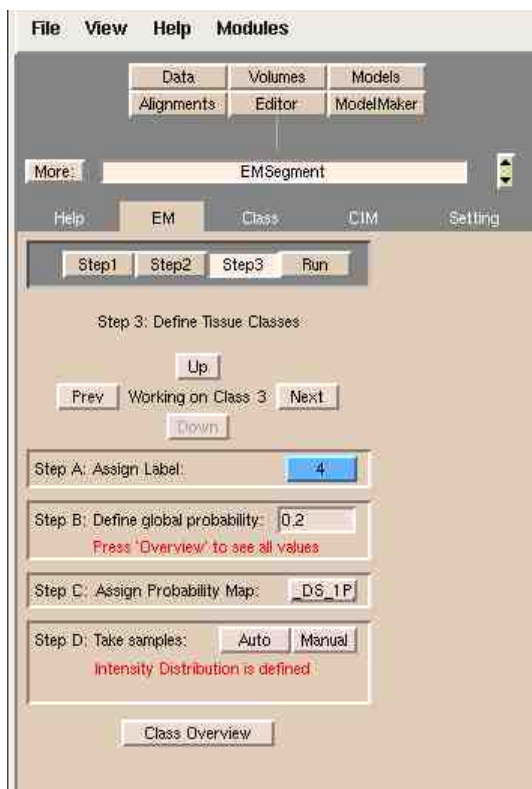 File View Help Modules
Data Volumes Models
Alignments Editor ModelMaker
More: EMSegment
Help EM Class CIM Setting
Step1 Step2 Step3 Run
Step 3: Define Tissue Classes
Up
Prev Working on Class 3 Next
Down
Step A: Assign Label: 4
Step B: Define global probability: 0.2
Press 'Overview' to see all values
Step C: Assign Probability Map: _DS_1P
Step D: Take samples: Auto Manual
Intensity Distribution is defined
Class Overview